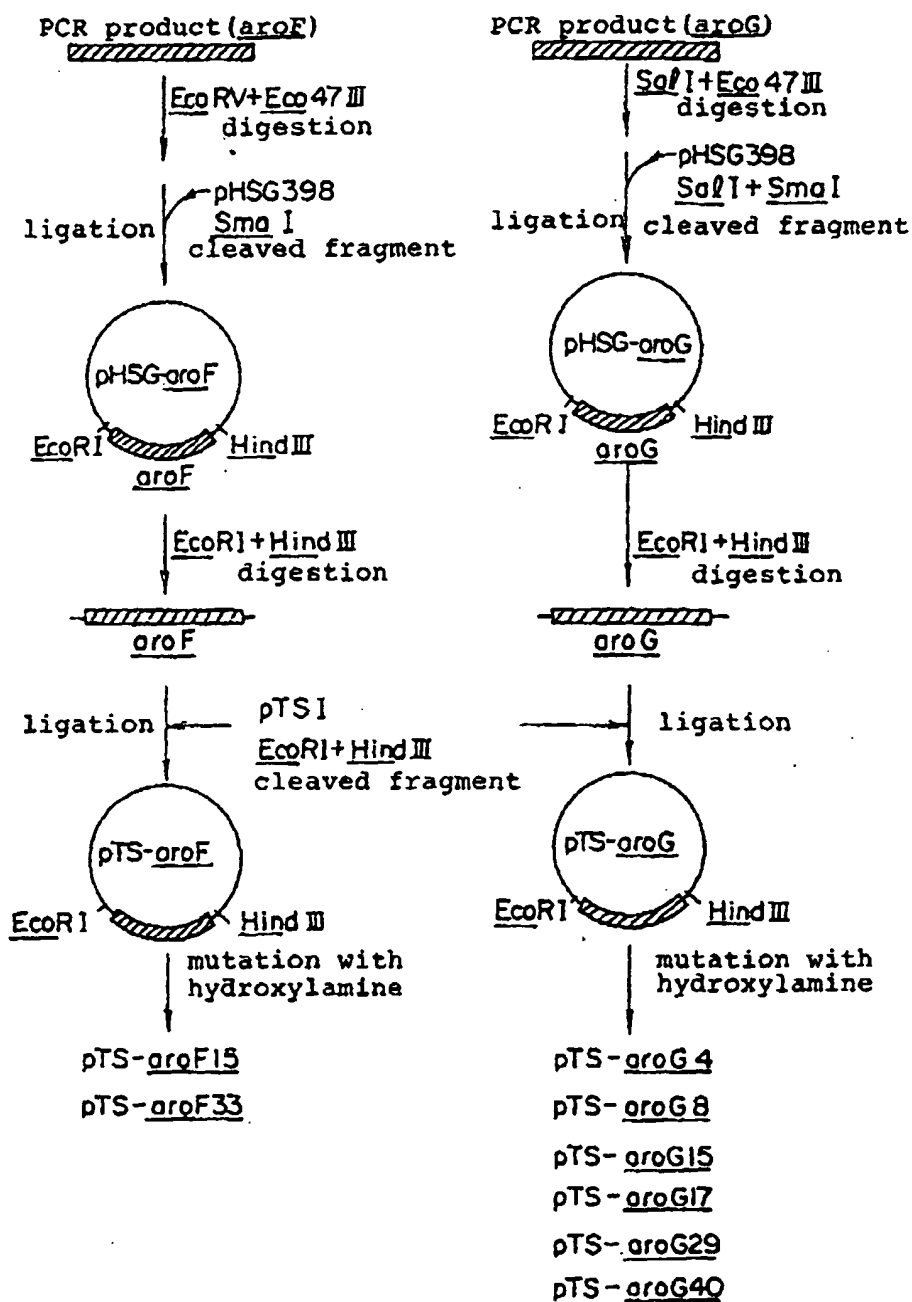 PCR product (aroF)
EcoRV+Eco47III
digestion
pHSG398
SmaI
cleaved fragment
ligation
pHSG-aroF
EcoRI
HindIII
aroF
EcoRI+HindIII
digestion
aroF
ligation
pTSI
EcoRI+HindIII
cleaved fragment
pTS-aroF
EcoRI
HindIII
mutation with
hydroxylamine
pTS-aroF15
pTS-aroF33
PCR product (aroG)
SalI+Eco47III
digestion
pHSG398
SalI+SmaI
cleaved fragment
ligation
pHSG-aroG
EcoRI
HindIII
aroG
EcoRI+HindIII
digestion
aroG
ligation
pTS-aroG
EcoRI
HindIII
mutation with
hydroxylamine
pTS-aroG4
pTS-aroG8
pTS-aroG15
pTS-aroG17
pTS-aroG29
pTS-aroG40